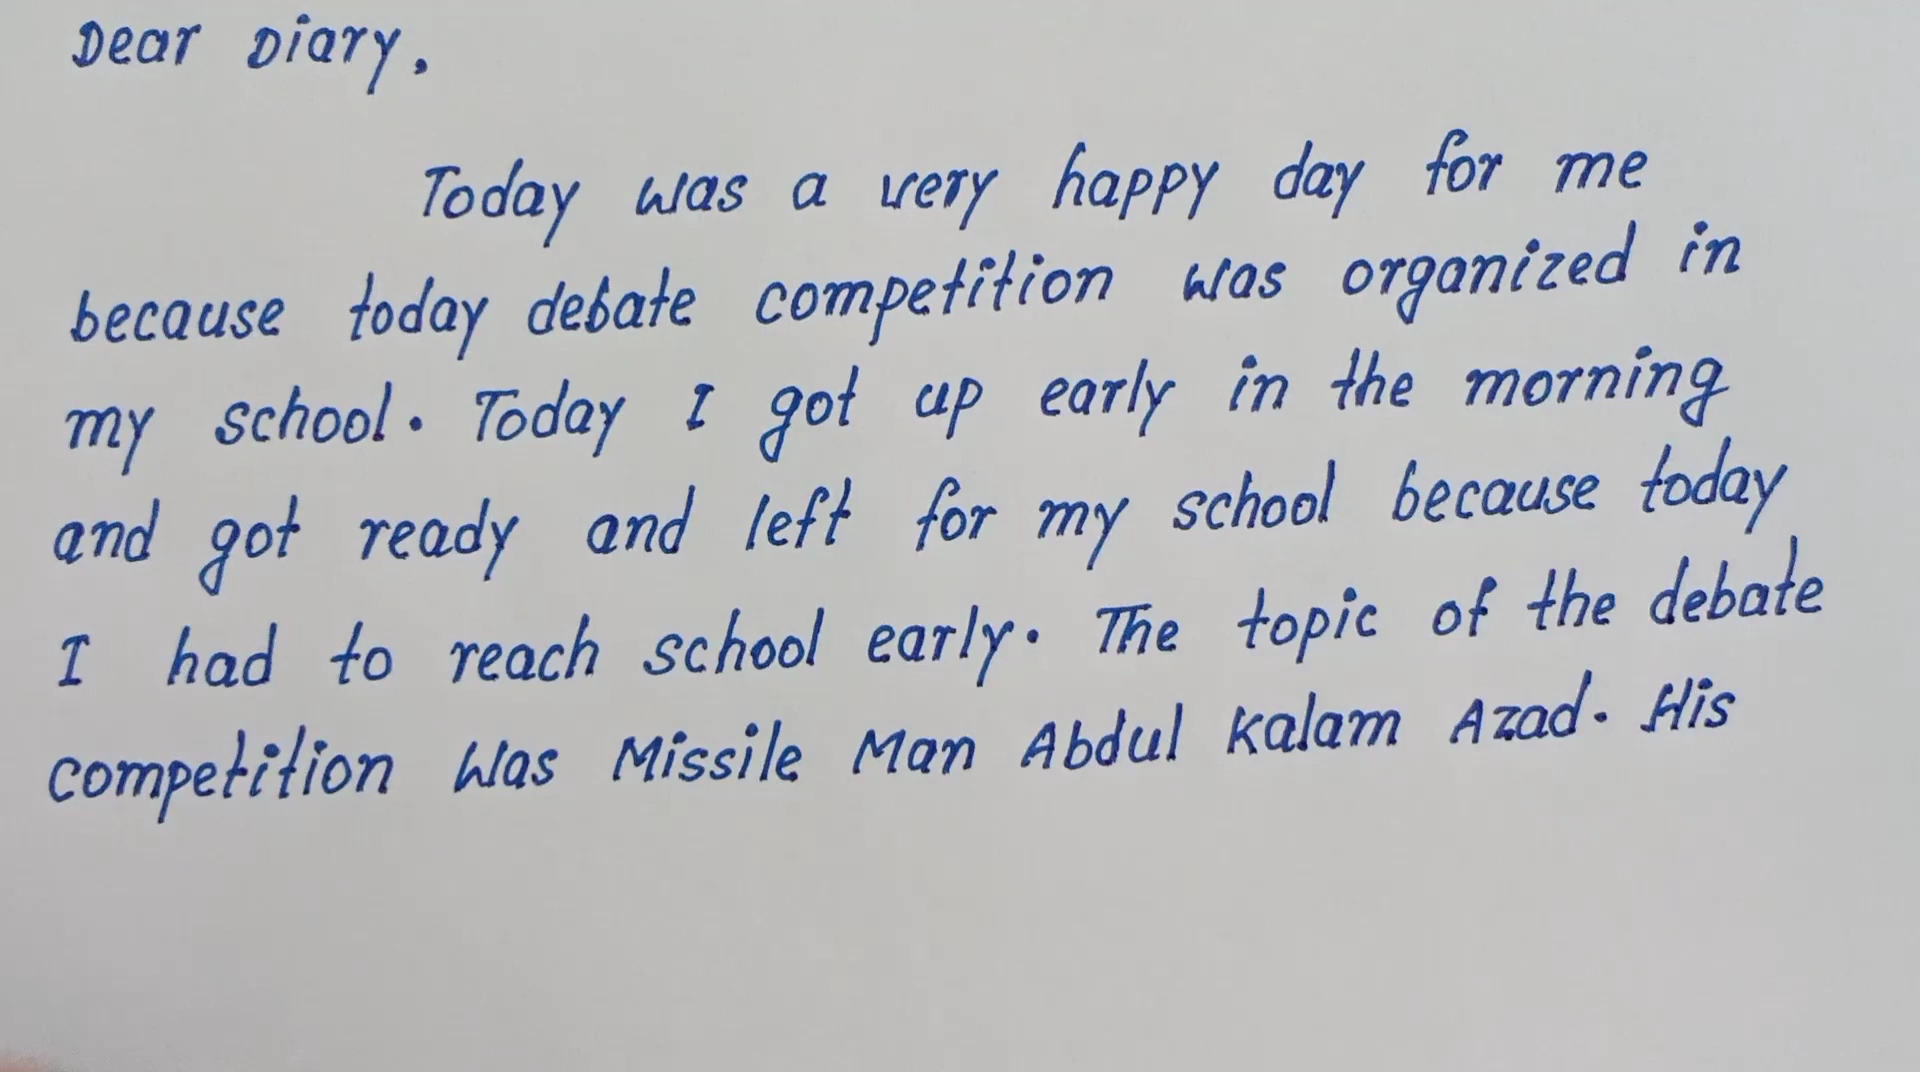 Dear Diary,
Today was a very happy day for me
because today debate competition was organized in
my school. Today I got up early in the morning
and got ready and left for my school because today
I had to reach school early. The topic of the debate
competition was Missile Man Abdul Kalam Azad. His